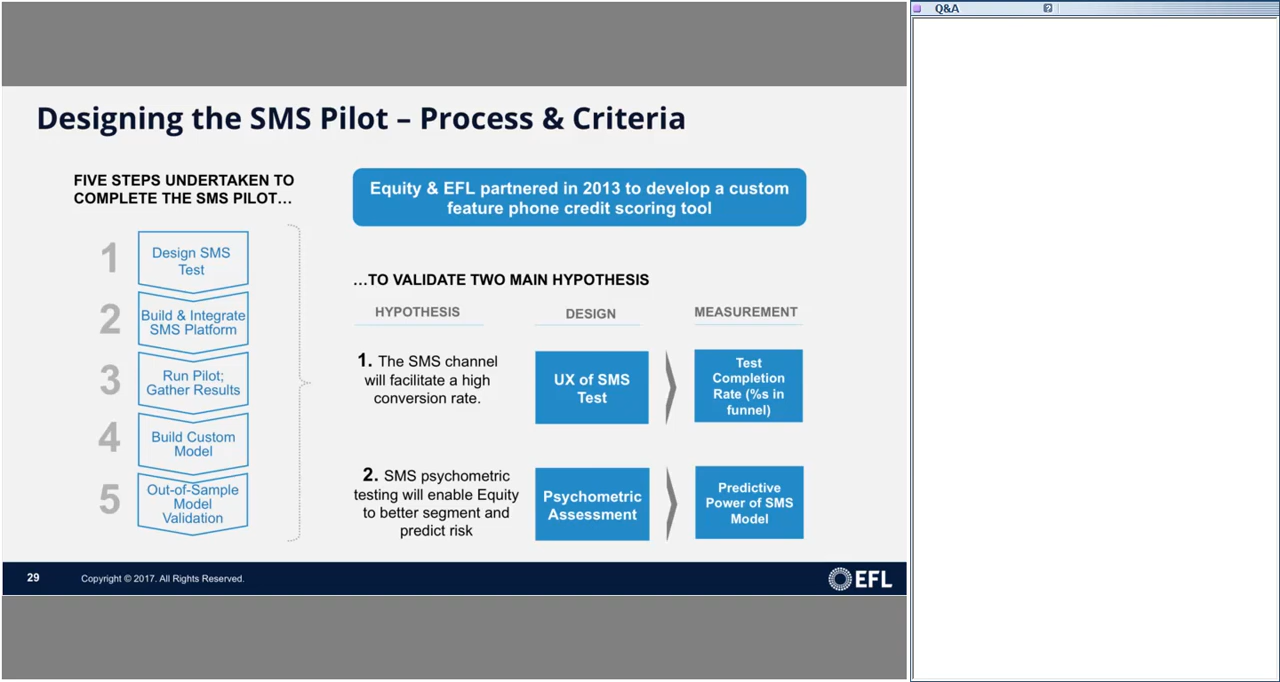 Q&A
Designing the SMS Pilot – Process & Criteria
FIVE STEPS UNDERTAKEN TO
COMPLETE THE SMS PILOT…
1
Design SMS
Test
2
Build & Integrate
SMS Platform
3
Run Pilot;
Gather Results
4
Build Custom
Model
5
Out-of-Sample
Model
Validation
Equity & EFL partnered in 2013 to develop a custom
feature phone credit scoring tool
…TO VALIDATE TWO MAIN HYPOTHESIS
HYPOTHESIS
DESIGN
MEASUREMENT
1. The SMS channel
will facilitate a high
conversion rate.
UX of SMS
Test
Test
Completion
Rate (%s in
funnel)
2. SMS psychometric
testing will enable Equity
to better segment and
predict risk
Psychometric
Assessment
Predictive
Power of SMS
Model
29
Copyright © 2017. All Rights Reserved.
EFL